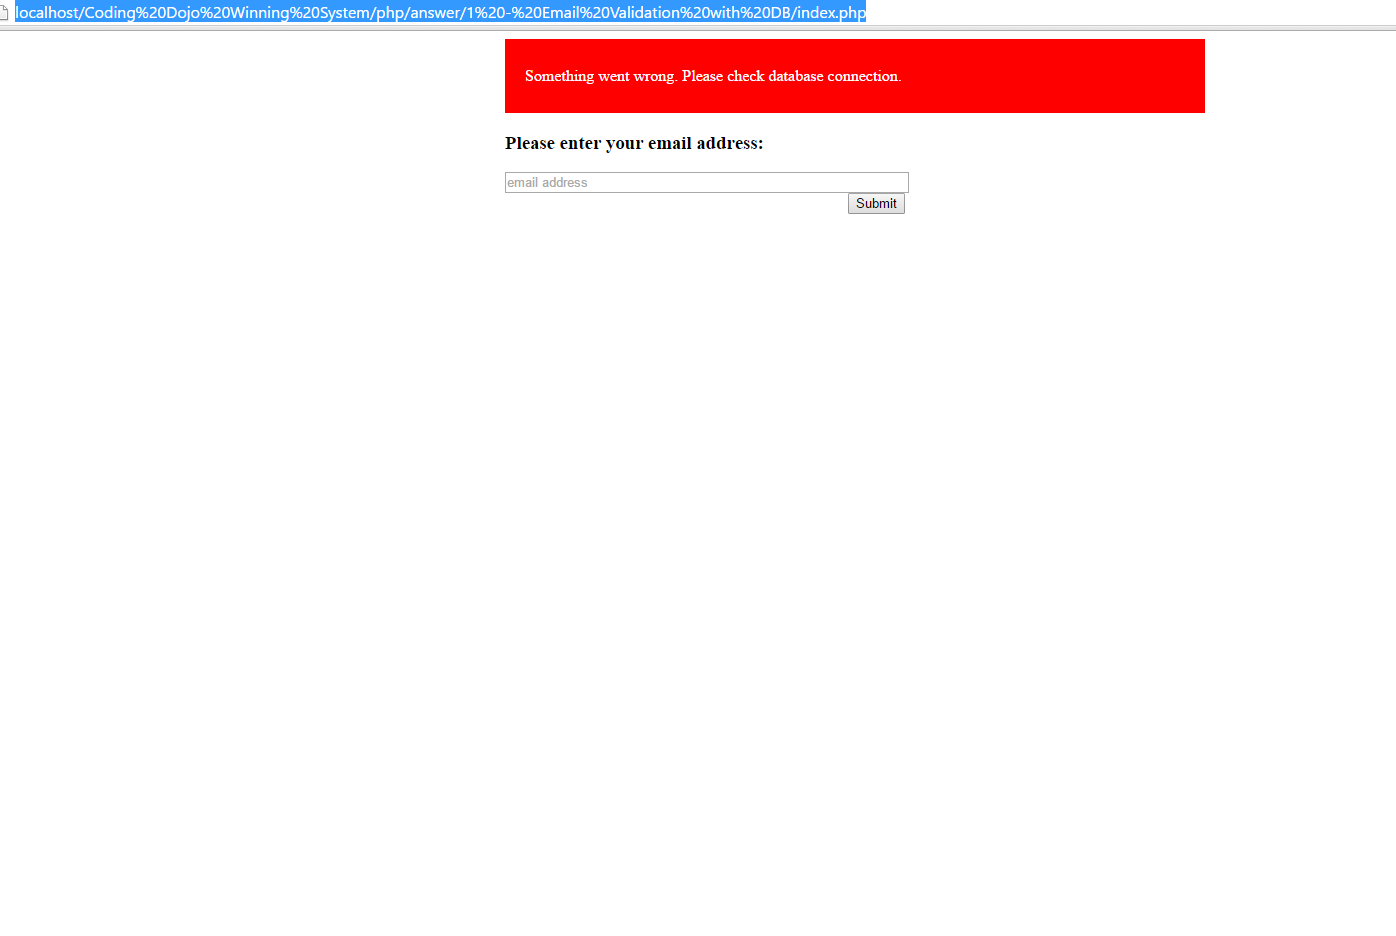 localhost/Coding%20Dojo%20Winning%20System/php/answer/1%20-%20Email%20Validation%20with%20DB/index.php
Something went wrong. Please check database connection.
Please enter your email address:
email address
Submit